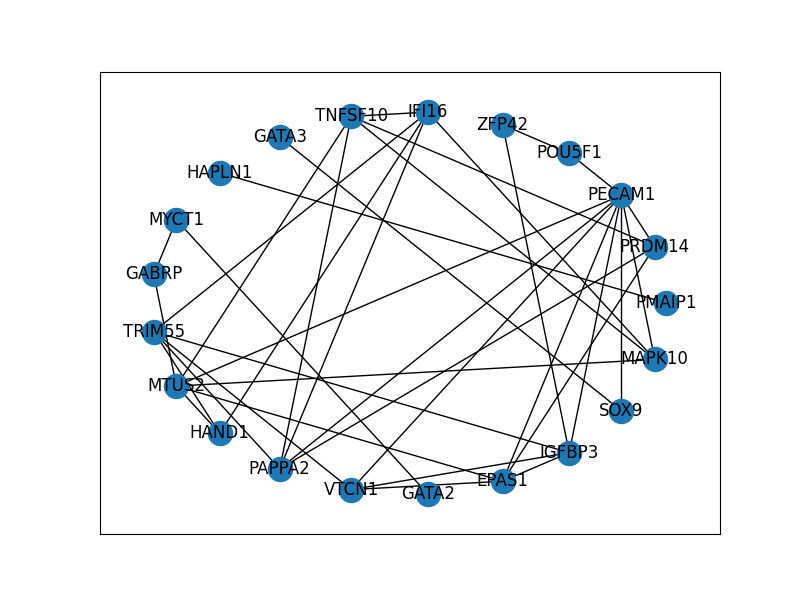 IFI16
TNFSF10
ZFP42
GATA3
POU5F1
HAPLN1
PECAM1
MYCT1
PRDM14
GABRP
PMAIP1
TRIM55
MAPK10
MTUS2
SOX9
HAND1
IGFBP3
PAPPA2
EPAS1
VTCN1
GATA2